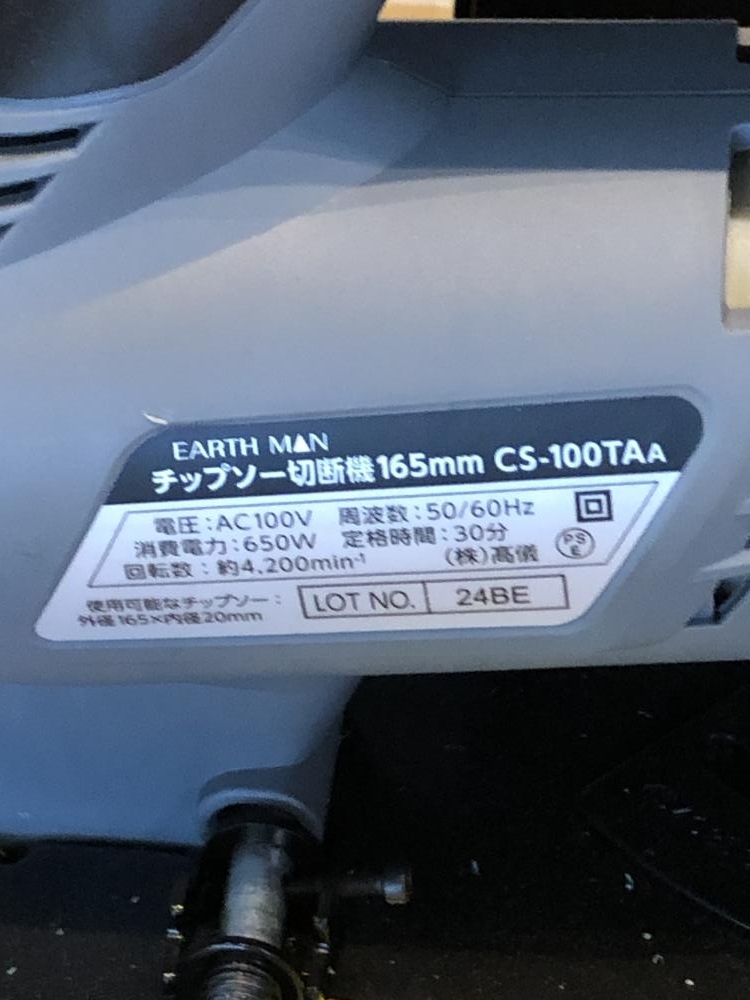 EARTH MAN
チップソー切断機165mm CS-100TAA
電圧:AC100V 周波数:50/60Hz
消費電力:650W 定格時間:30分
回転数:約4,200min⁻¹ (株)髙儀
PS
E
使用可能なチップソー:
外径165×内径20mm
LOT NO. 24BE